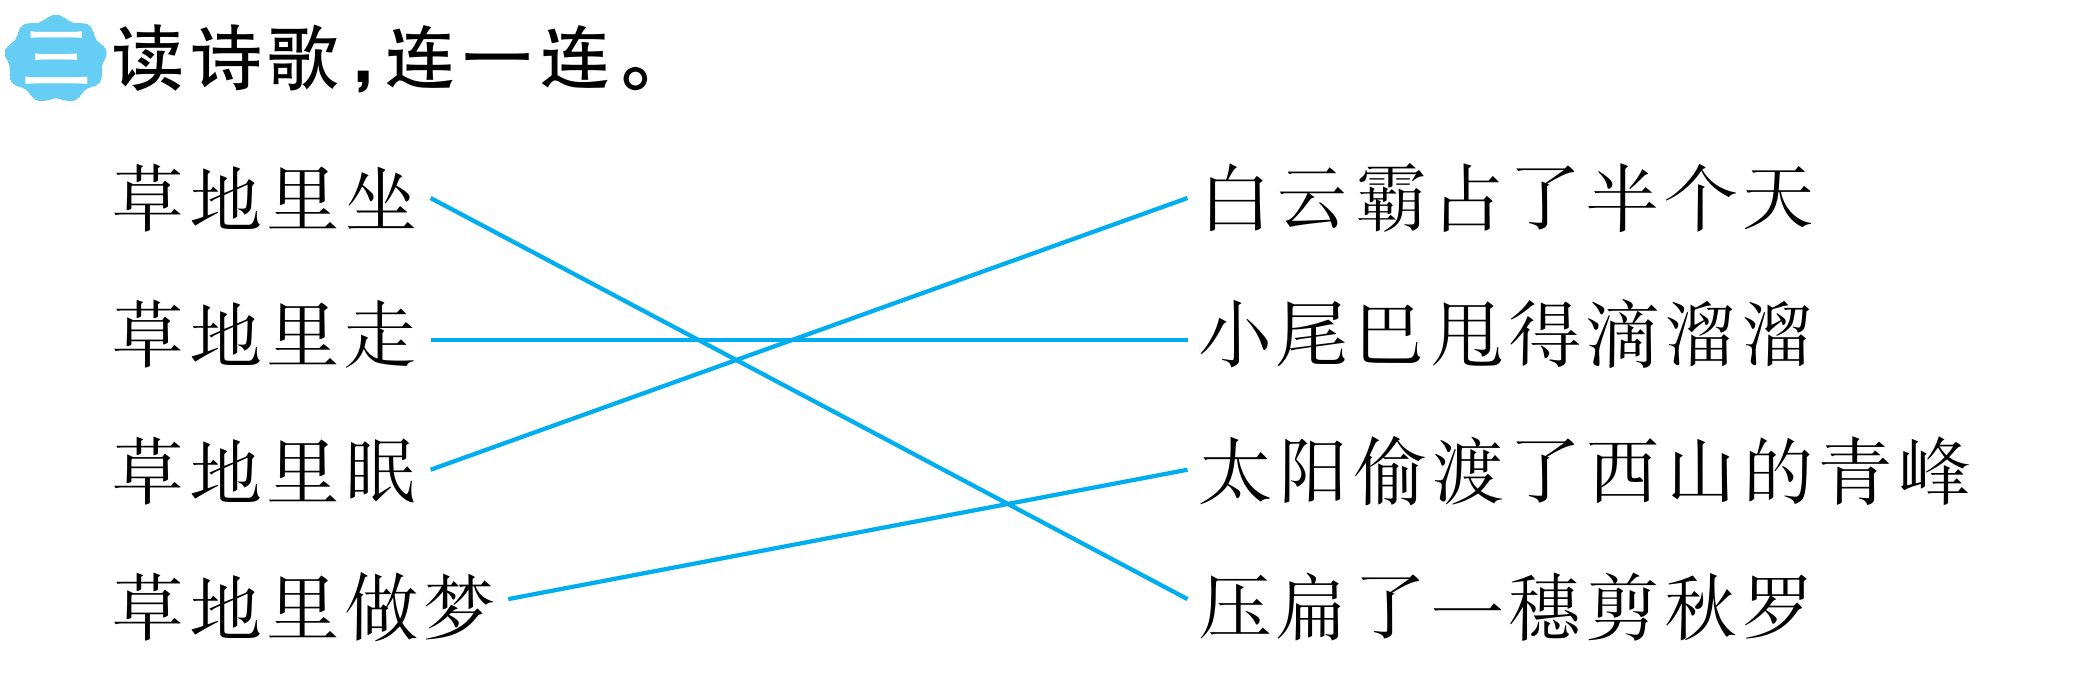 三 读诗歌,连一连。
草地里坐 白云霸占了半个天
草地里走 小尾巴甩得滴溜溜
草地里眠 太阳偷渡了西山的青峰
草地里做梦 压扁了一穗剪秋罗